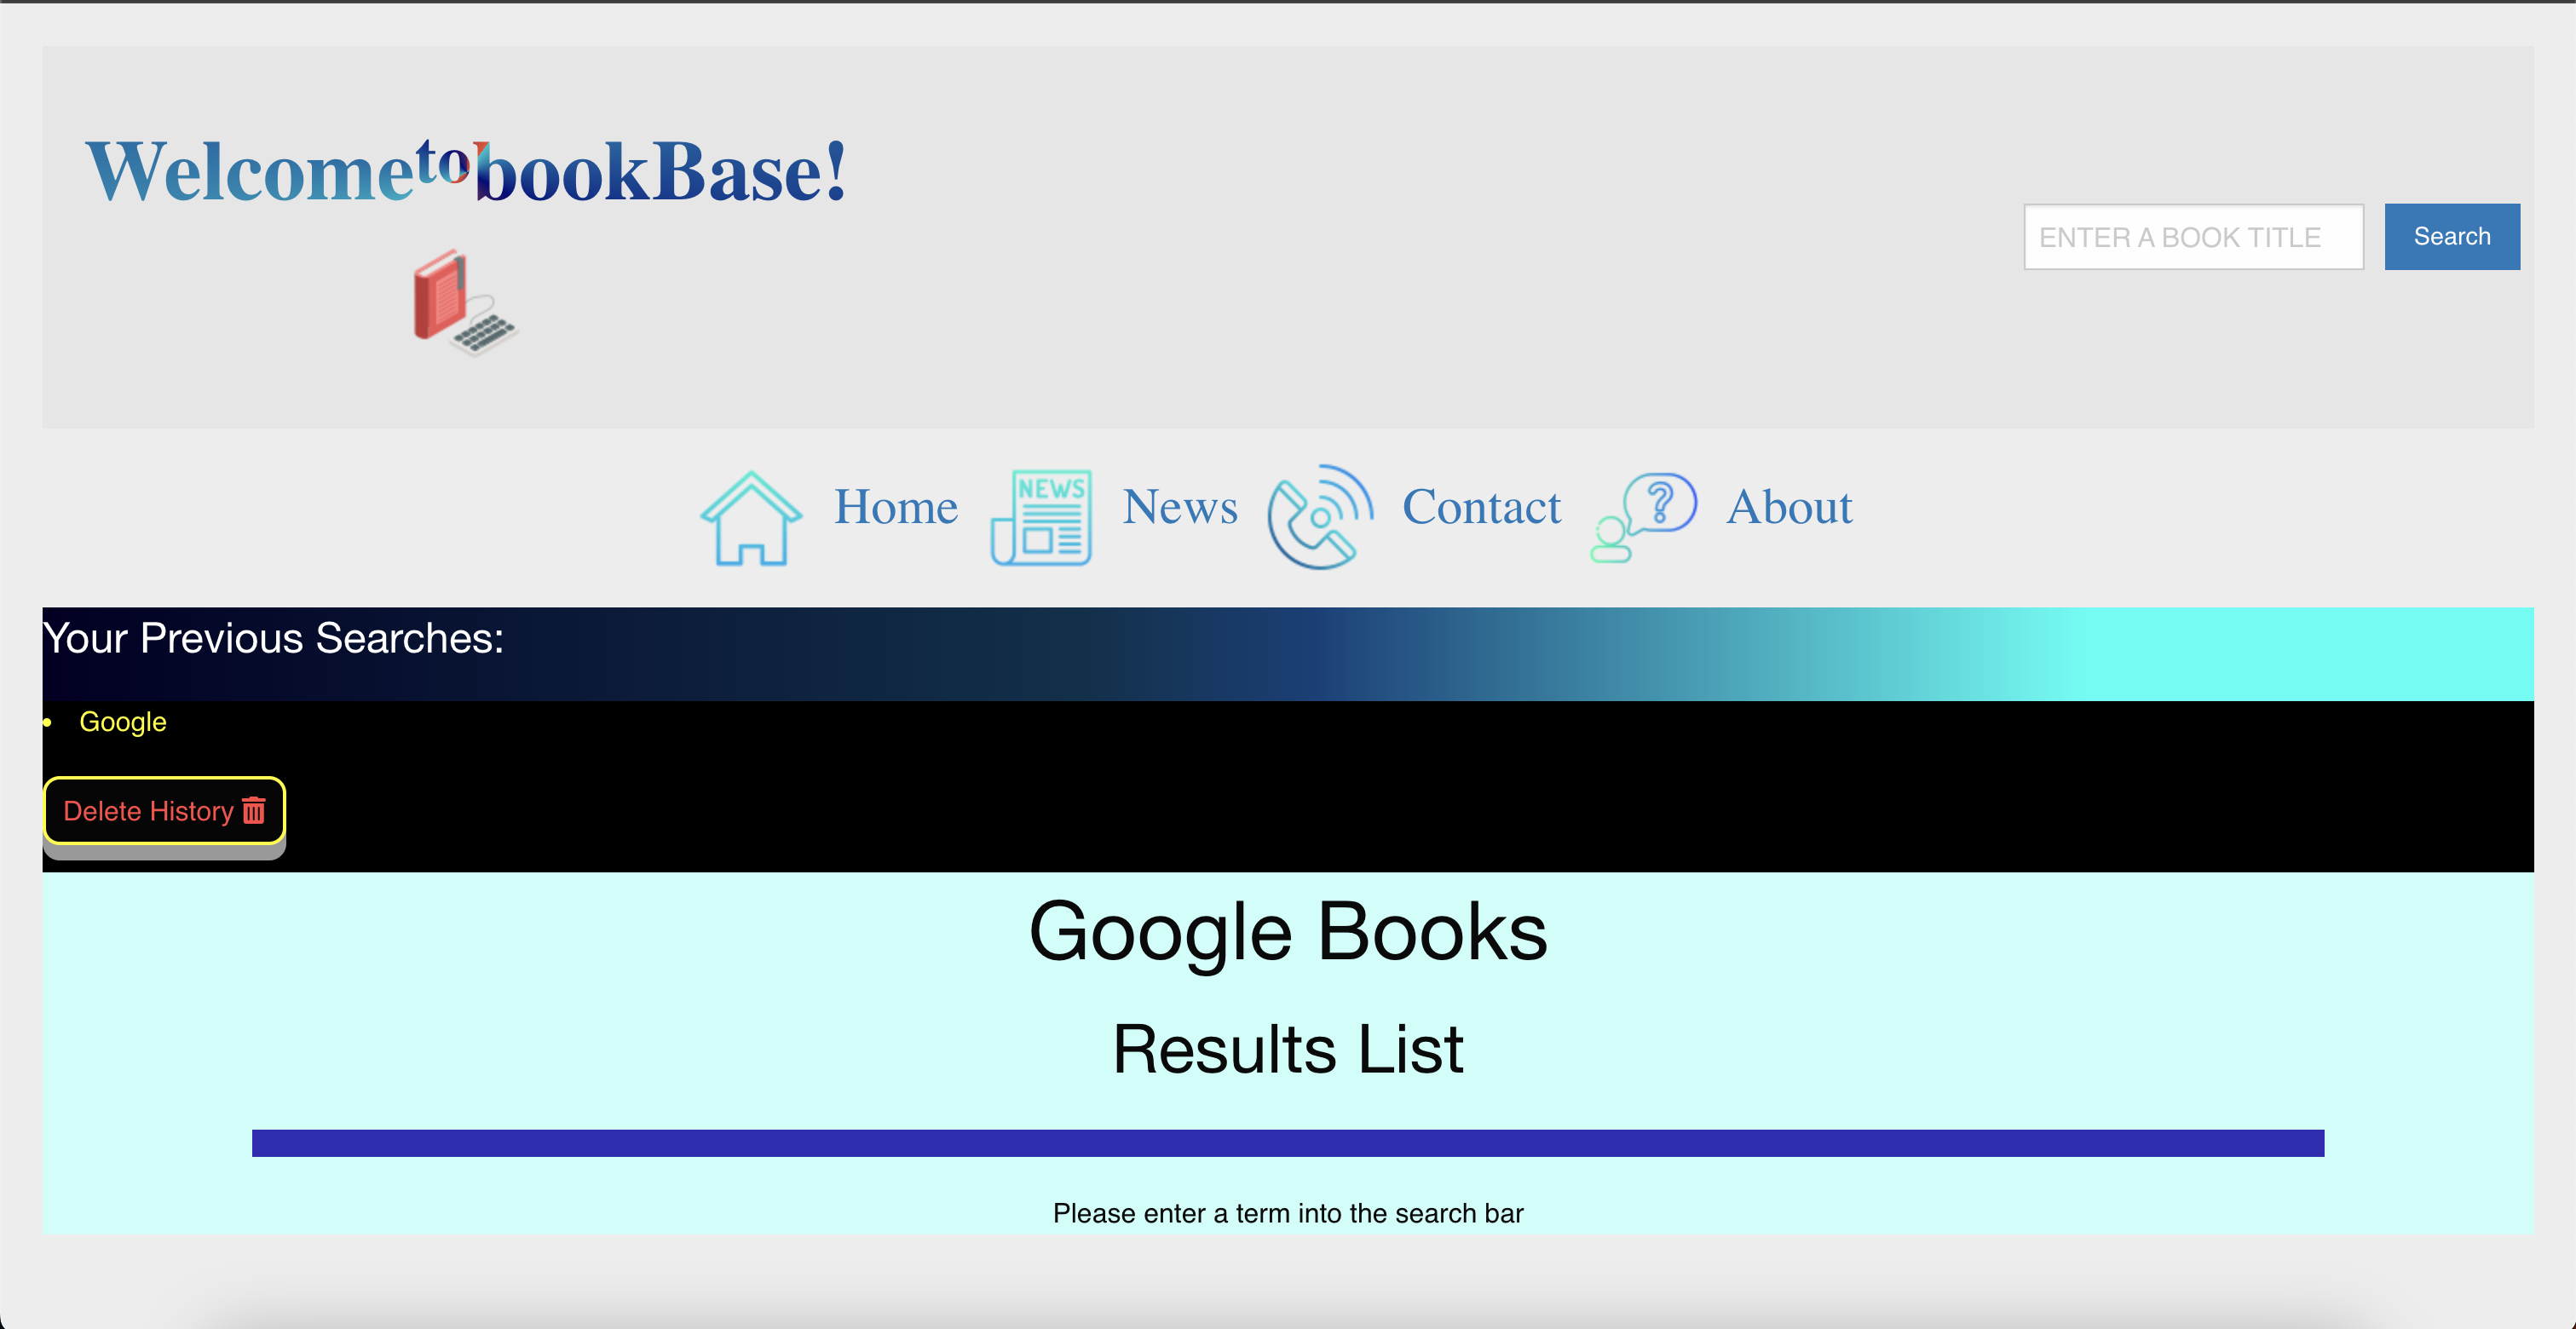 Welcome to bookBase!
ENTER A BOOK TITLE
Search
Home
NEWS
News
Contact
?
About
Your Previous Searches:
• Google
Delete History
Google Books
Results List
Please enter a term into the search bar